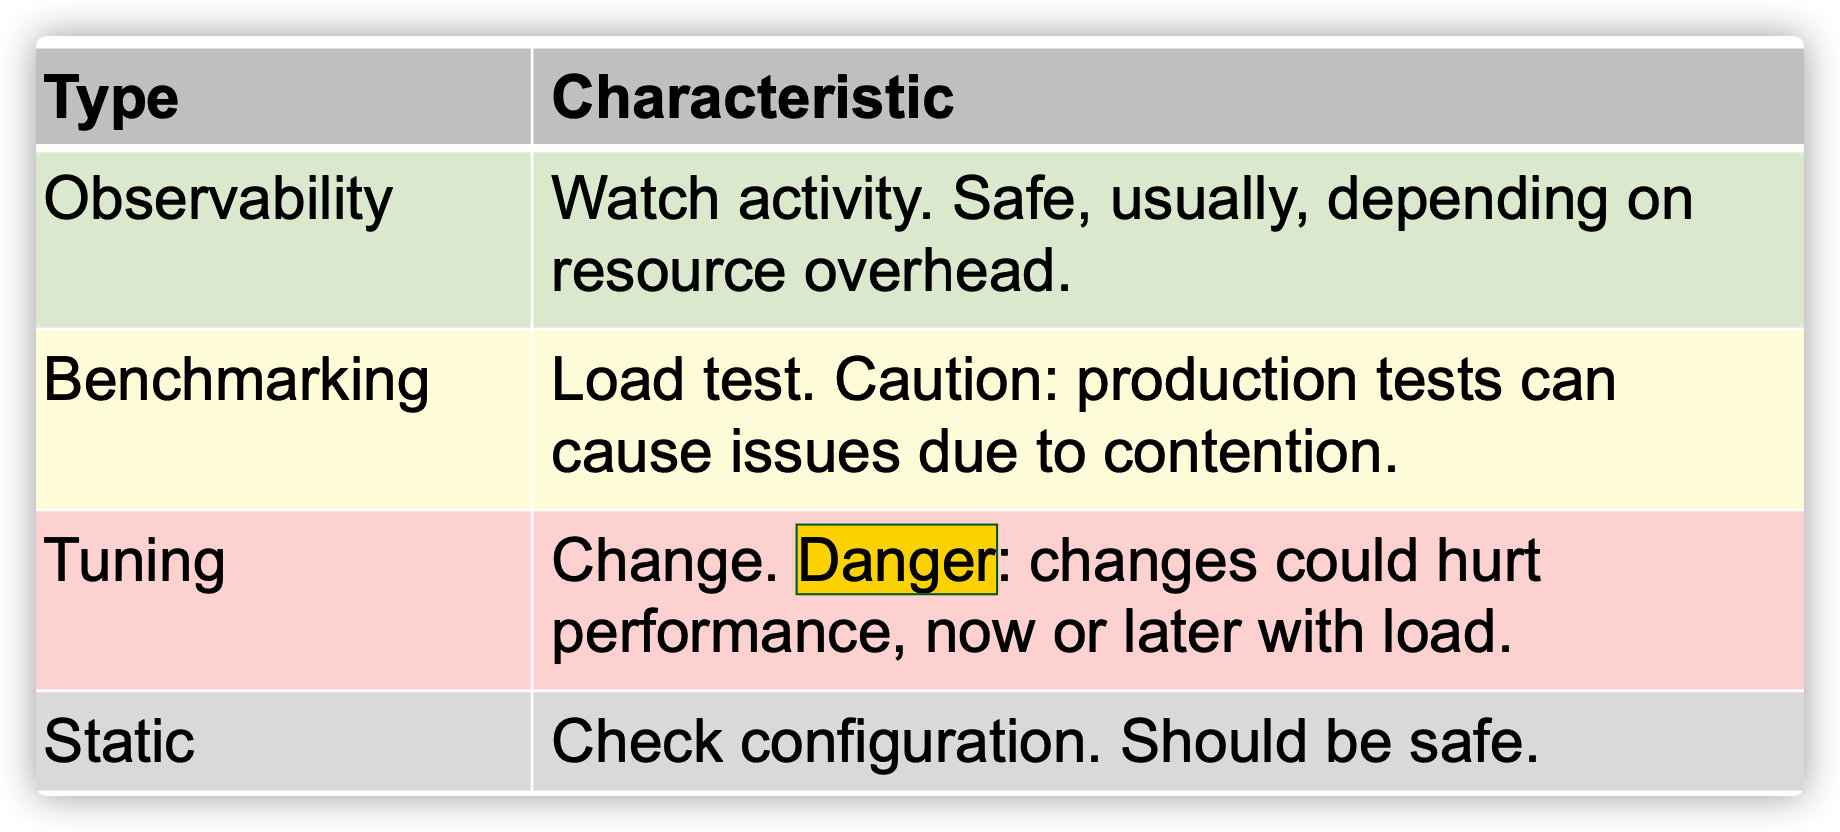 Type
Characteristic
Observability
Watch activity. Safe, usually, depending on
resource overhead.
Benchmarking
Load test. Caution: production tests can
cause issues due to contention.
Tuning
Change. Danger: changes could hurt
performance, now or later with load.
Static
Check configuration. Should be safe.